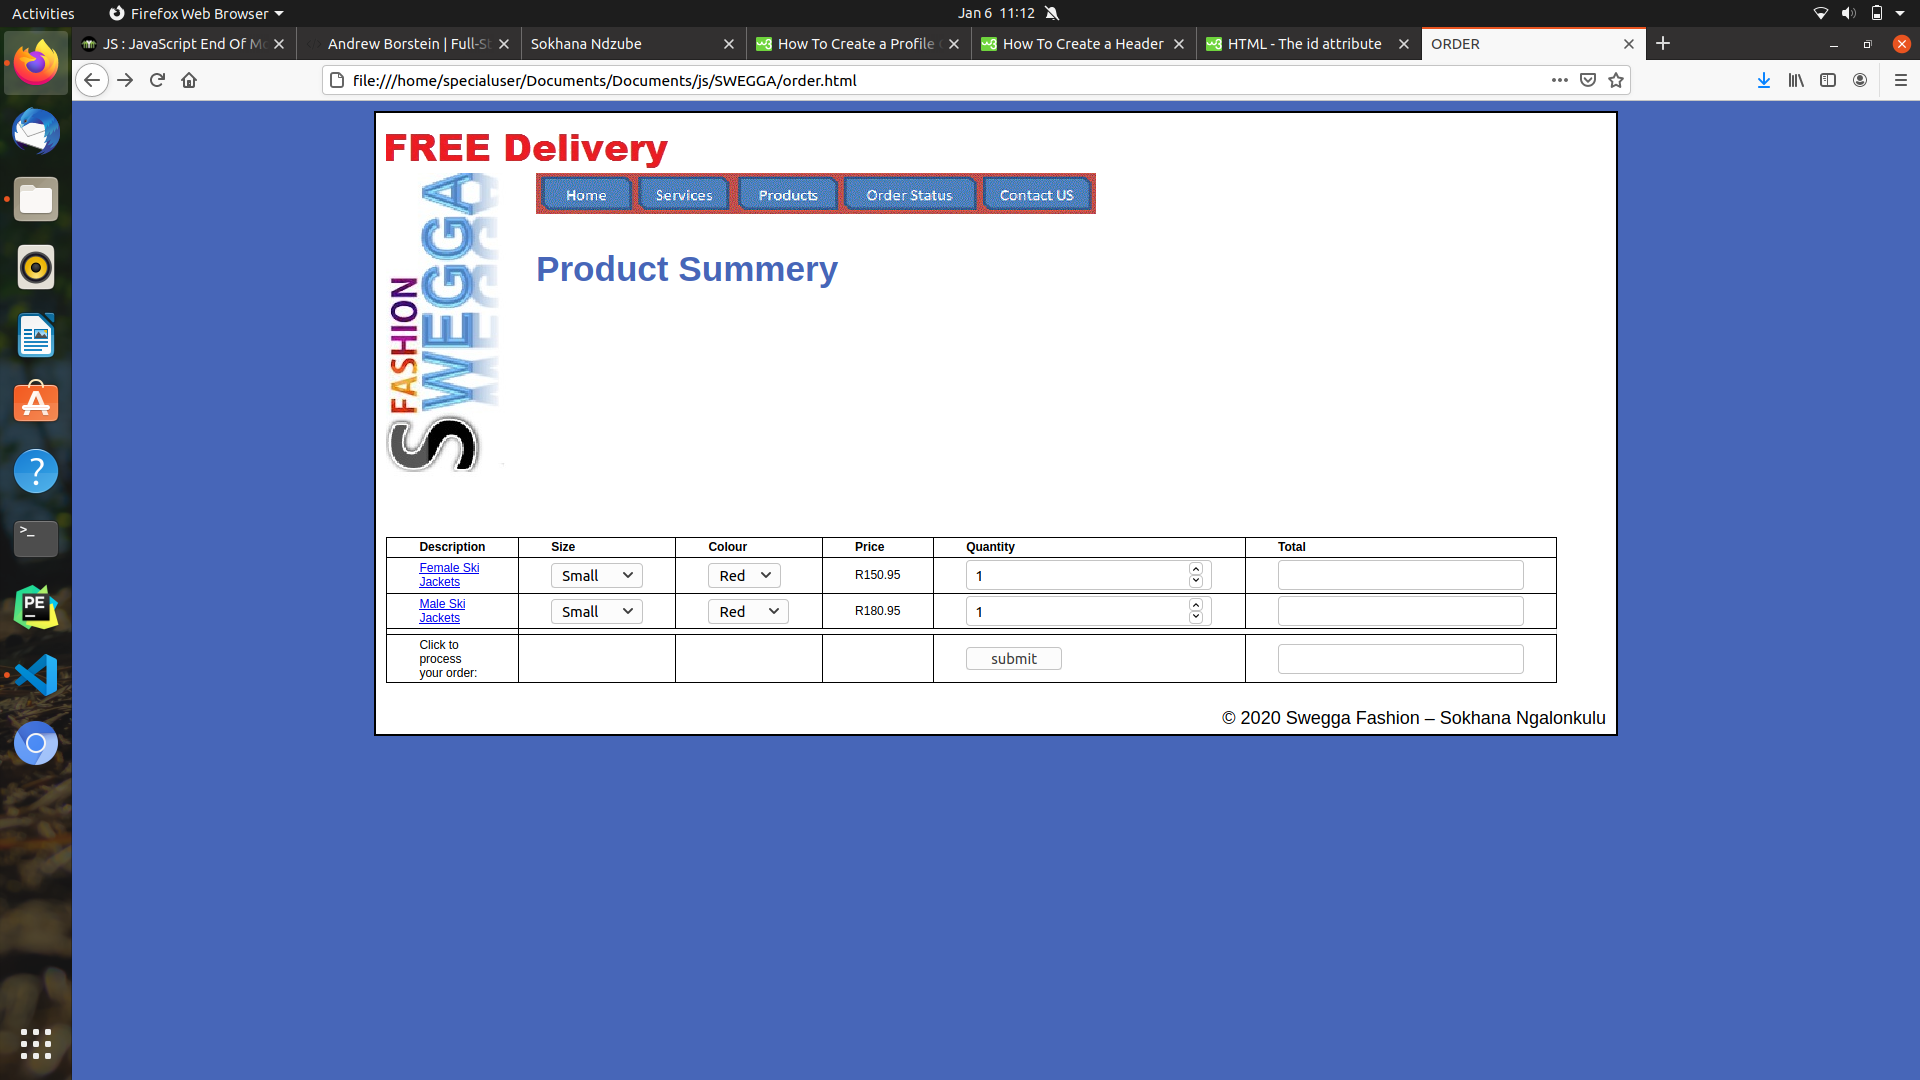 Activities
Firefox Web Browser
Jan 6 11:12
JS : JavaScript End Of Mo
Andrew Borstein | Full-St
Sokhana Ndzube
How To Create a Profile C
How To Create a Header
HTML - The id attribute
ORDER
file:///home/specialuser/Documents/Documents/js/SWEGGA/order.html
FREE Delivery
Home Services Products Order Status Contact US
S FASHION SWEGGA
Product Summery
Description Size Colour Price Quantity Total
Female Ski
Jackets
Small Red R150.95 1
Male Ski
Jackets
Small Red R180.95 1
Click to
process
your order:
submit
© 2020 Swegga Fashion – Sokhana Ngalonkulu